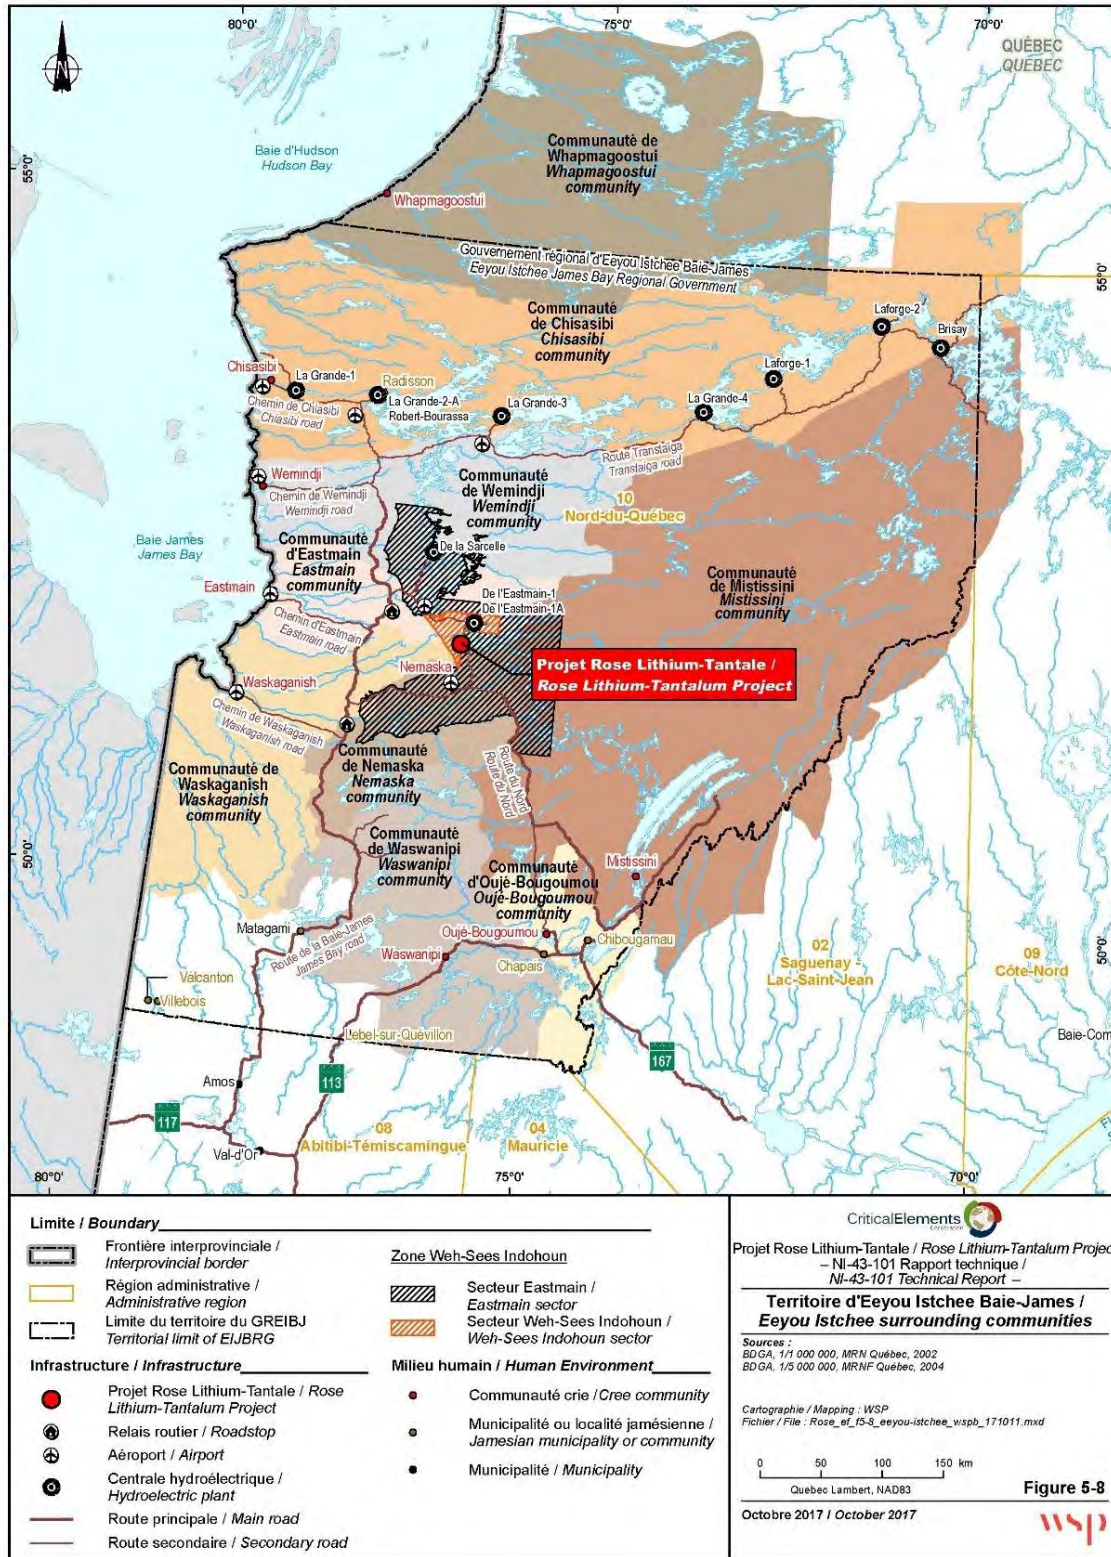 80°0'
75°0'
70°0'
QUÉBEC
QUÉBEC
N
Baie d'Hudson
Hudson Bay
55°0'
Communauté de
Whapmagoostui
Whapmagoostui
community
Whapmagoostui
Gouvernement régional d'Eeyou Istchee Baie-James
Eeyou Istchee James Bay Regional Government
55°0'
Communauté
de Chisasibi
Chisasibi
community
Laforge-2
Brisay
Laforge-1
Chisasibi
La Grande-1
Radisson
La Grande-2-A
Robert-Bourassa
La Grande-3
La Grande-4
Chemin de Chiasibi
Chiasibi road
Route Transtaïga
Transtaiga road
Wemindji
Chemin de Wemindji
Wemindji road
Communauté
de Wemindji
Wemindji
community
10
Nord-du-Québec
Baie James
James Bay
Communauté
d'Eastmain
Eastmain
community
De la Sarcelle
Communauté
de Mistissini
Mistissini
community
Eastmain
De l'Eastmain-1
De l'Eastmain-1A
Chemin d'Eastmain
Eastmain road
Nemaska
Projet Rose Lithium-Tantale /
Rose Lithium-Tantalum Project
Waskaganish
Chemin de Waskaganish
Waskaganish road
Communauté
de Nemaska
Nemaska
community
Communauté de
Waskaganish
Waskaganish
community
Route du Nord
Route du Nord
Communauté
de Waswanipi
Waswanipi
community
50°0'
Communauté
d'Oujé-Bougoumou
Oujé-Bougoumou
community
Mistissini
Matagami
Route de la Baie-James
James Bay road
Oujé-Bougoumou
Chibougamau
Waswanipi
Chapais
02
Saguenay -
Lac-Saint-Jean
09
Côte-Nord
50°0'
Valcanton
Villebois
Lebel-sur-Quévillon
Baie-Com
Amos
113
167
117
08
Abitibi-Témiscamingue
04
Mauricie
Val-d'Or
80°0'
75°0'
70°0'
Limite / Boundary
Frontière interprovinciale /
Interprovincial border
Région administrative /
Administrative region
Limite du territoire du GREIBJ
Territorial limit of EIJBRG
Zone Weh-Sees Indohoun
Secteur Eastmain /
Eastmain sector
Secteur Weh-Sees Indohoun /
Weh-Sees Indohoun sector
Infrastructure / Infrastructure
Projet Rose Lithium-Tantale / Rose
Lithium-Tantalum Project
Relais routier / Roadstop
Aéroport / Airport
Centrale hydroélectrique /
Hydroelectric plant
Route principale / Main road
Route secondaire / Secondary road
Milieu humain / Human Environment
Communauté crie / Cree community
Municipalité ou localité jamésienne /
Jamesian municipality or community
Municipalité / Municipality
CriticalElements
Corporation
Projet Rose Lithium-Tantale / Rose Lithium-Tantalum Project
– NI-43-101 Rapport technique /
NI-43-101 Technical Report –
Territoire d'Eeyou Istchee Baie-James /
Eeyou Istchee surrounding communities
Sources :
BDGA, 1/1 000 000, MRN Québec, 2002
BDGA, 1/5 000 000, MRNF Québec, 2004
Cartographie / Mapping : WSP
Fichier / File : Rose_ef_f5-8_eeyou-istchee_wspb_171011.mxd
0 50 100 150 km
Quebec Lambert, NAD83
Figure 5-8
Octobre 2017 / October 2017
wsp